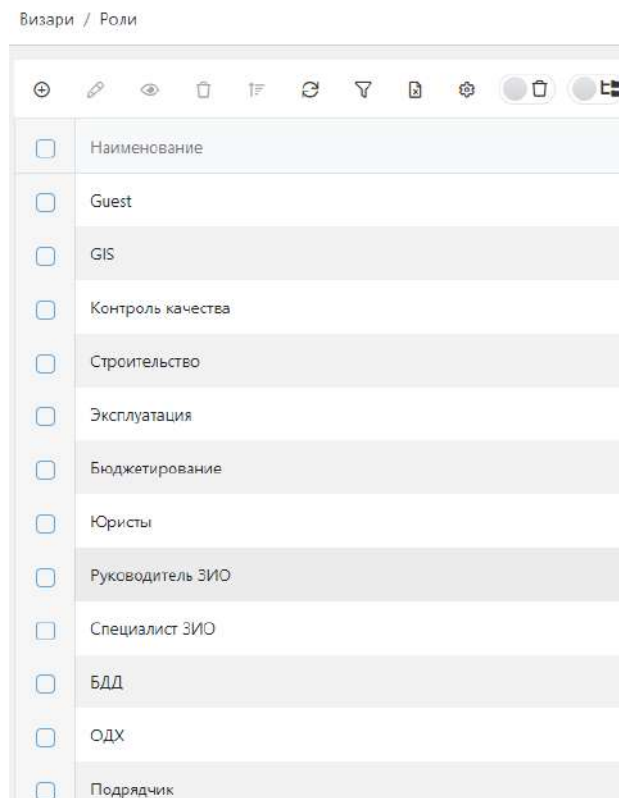 Визари / Роли
Наименование
Guest
GIS
Контроль качества
Строительство
Эксплуатация
Бюджетирование
Юристы
Руководитель ЗИО
Специалист ЗИО
БДД
ОДХ
Подрядчик